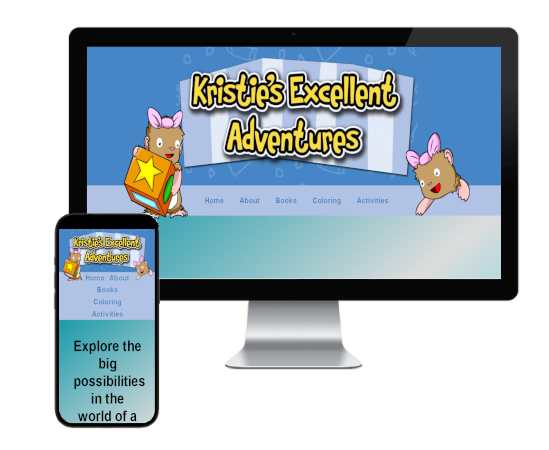 Kristie's Excellent
Adventures
Home About Books Coloring Activities
Kristie's Excellent
Adventures
Home About
Books
Coloring
Activities
Explore the
big
possibilities
in the
world of a